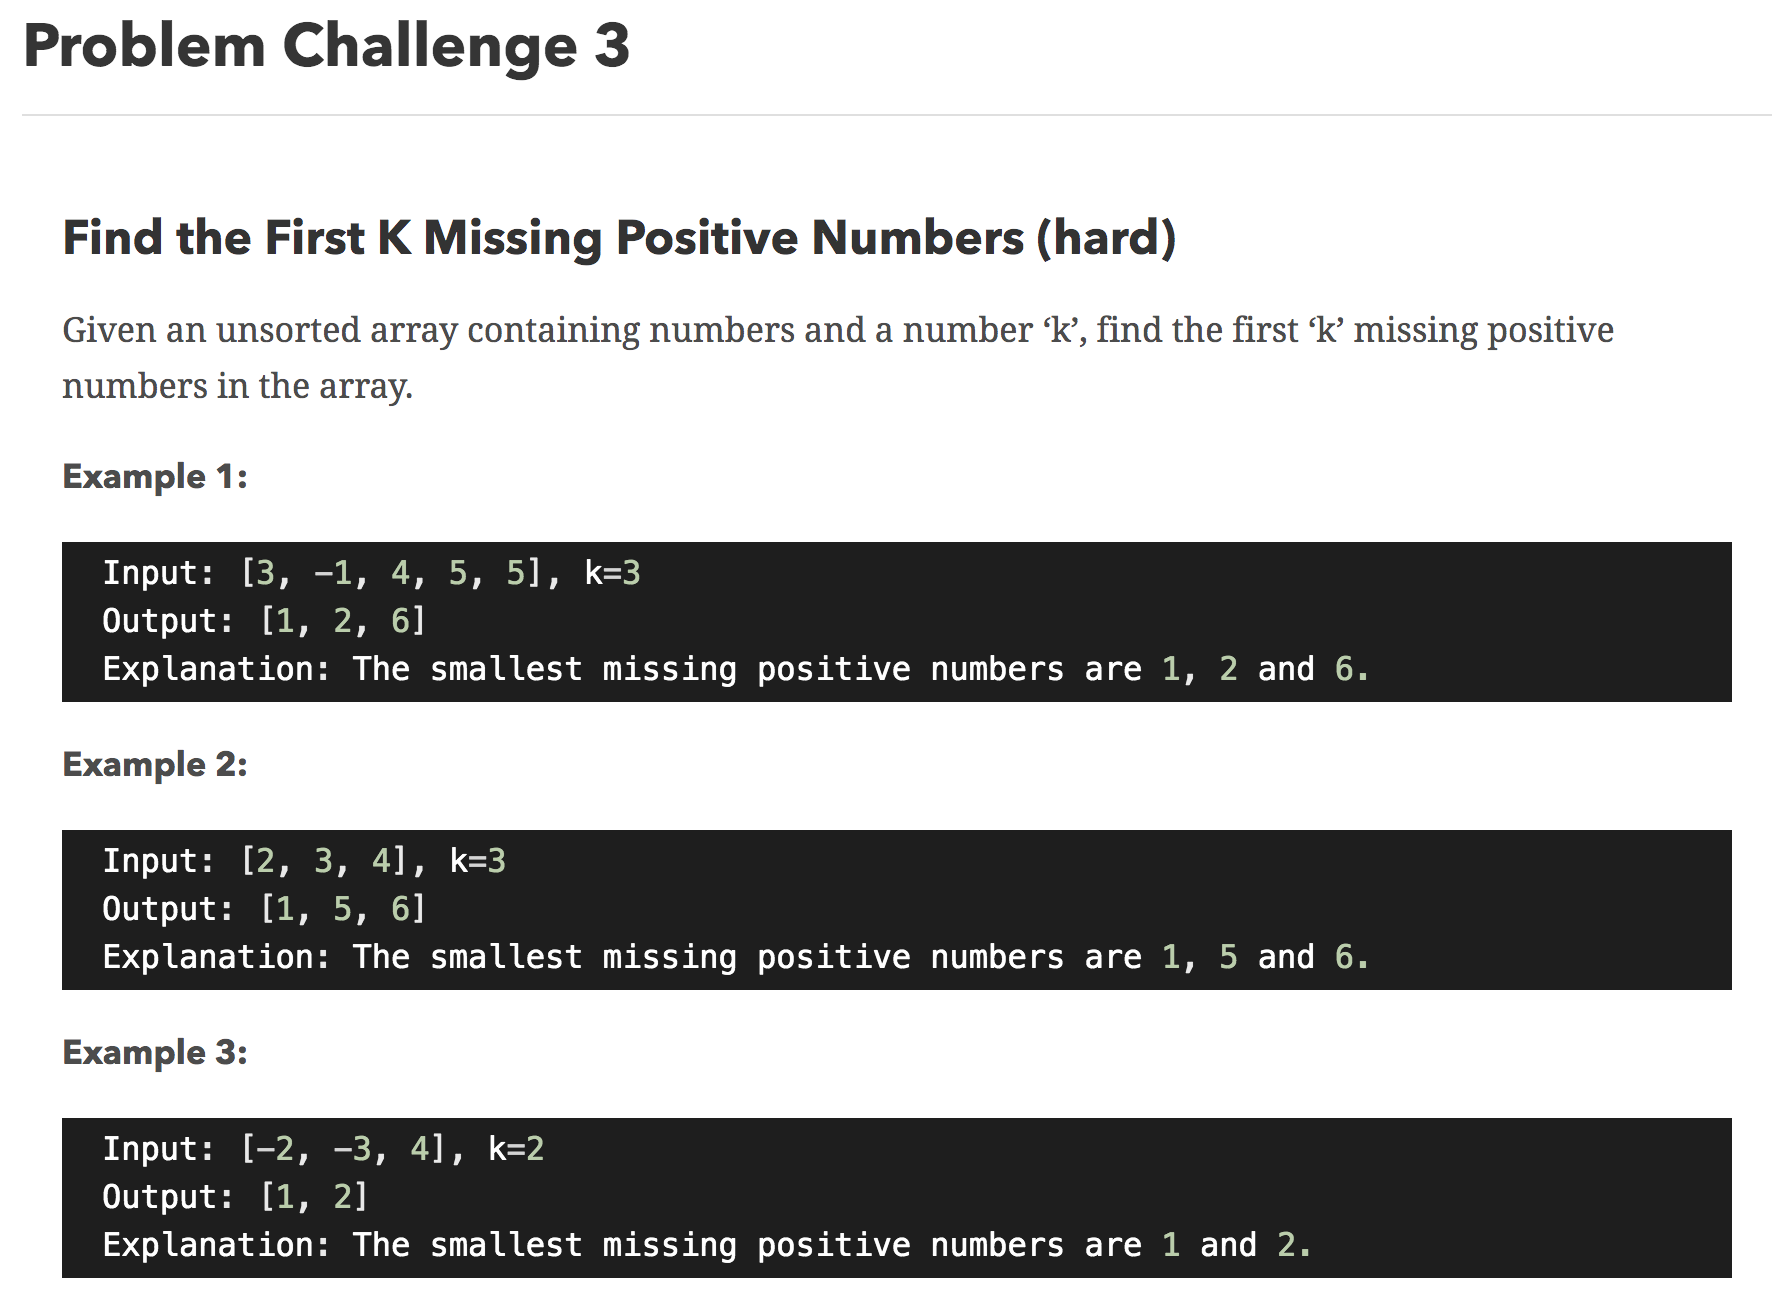 Problem Challenge 3
Find the First K Missing Positive Numbers (hard)
Given an unsorted array containing numbers and a number ‘k’, find the first ‘k’ missing positive
numbers in the array.
Example 1:
Input: [3, −1, 4, 5, 5], k=3
Output: [1, 2, 6]
Explanation: The smallest missing positive numbers are 1, 2 and 6.
Example 2:
Input: [2, 3, 4], k=3
Output: [1, 5, 6]
Explanation: The smallest missing positive numbers are 1, 5 and 6.
Example 3:
Input: [−2, −3, 4], k=2
Output: [1, 2]
Explanation: The smallest missing positive numbers are 1 and 2.